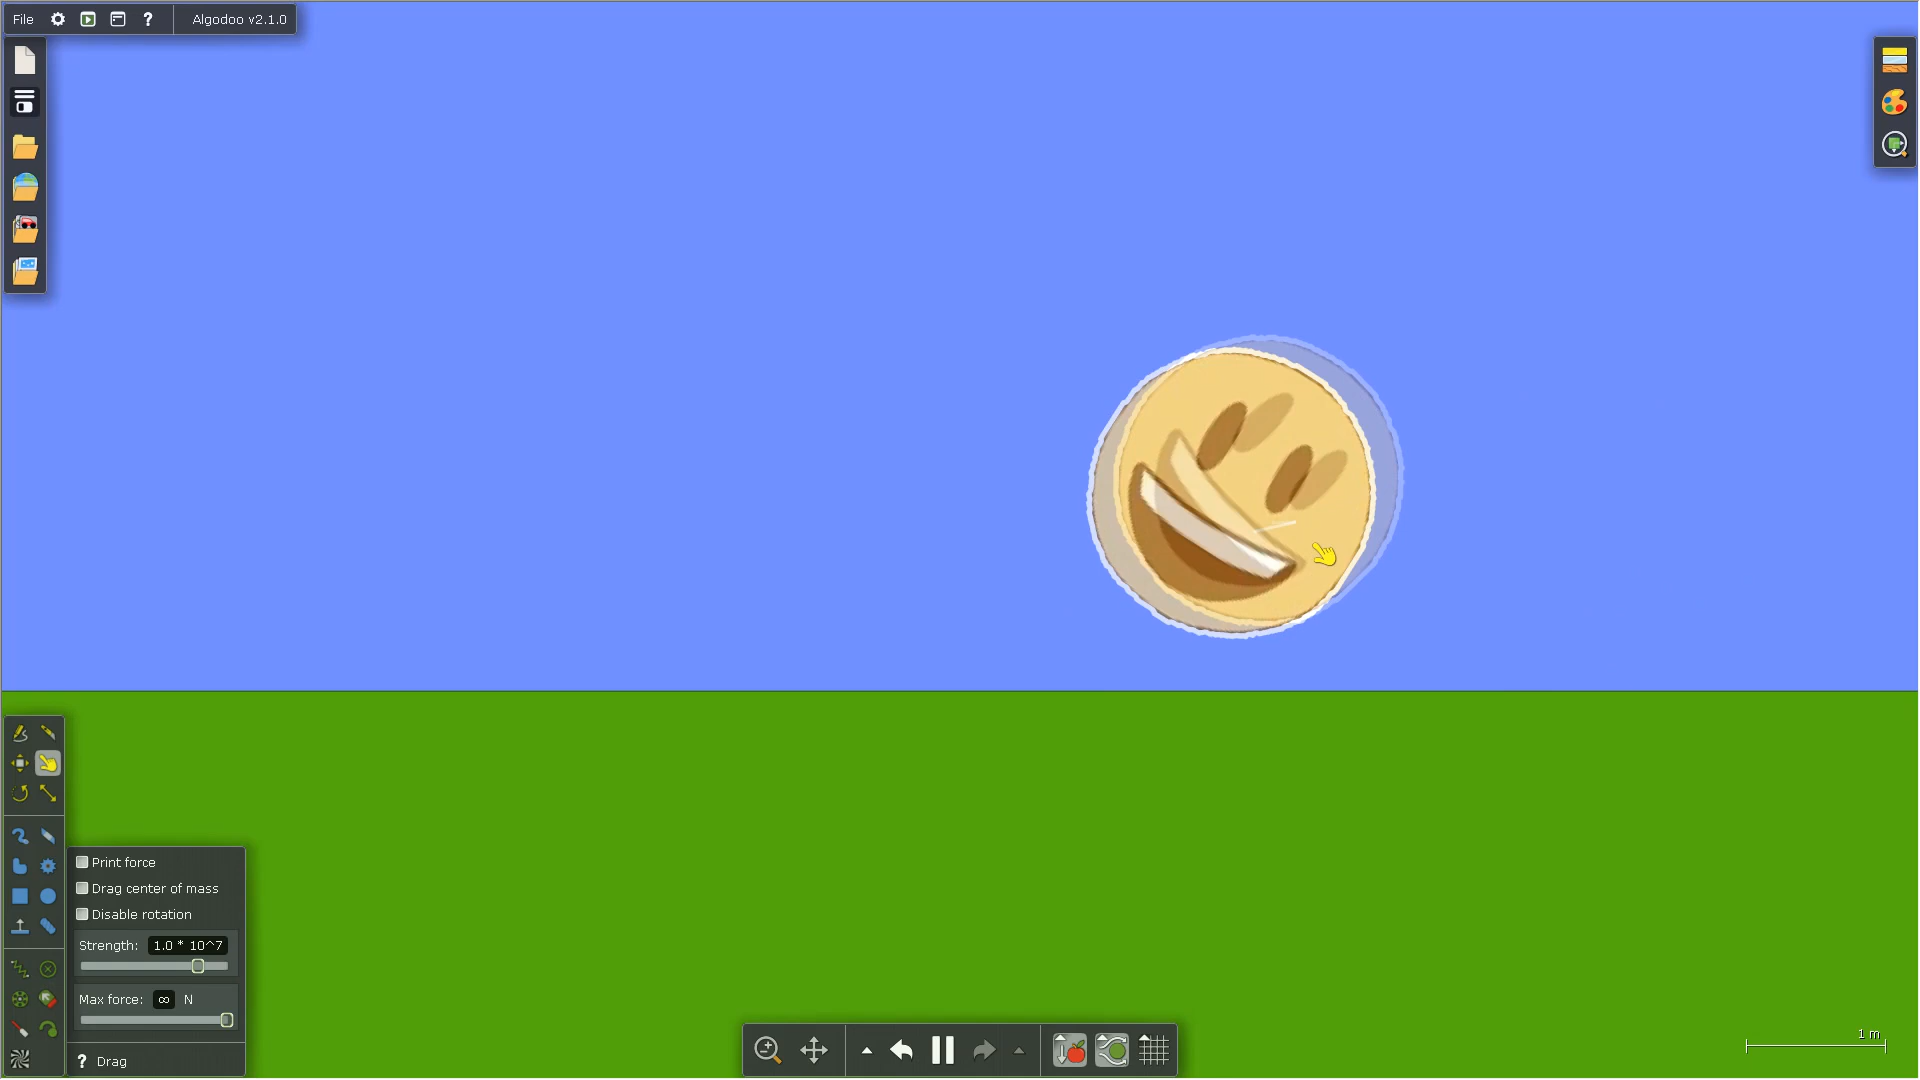 File ? Algodoo v2.1.0
Print force
Drag center of mass
Disable rotation
Strength: 1.0 * 10^7
Max force: ∞ N
? Drag
1 m